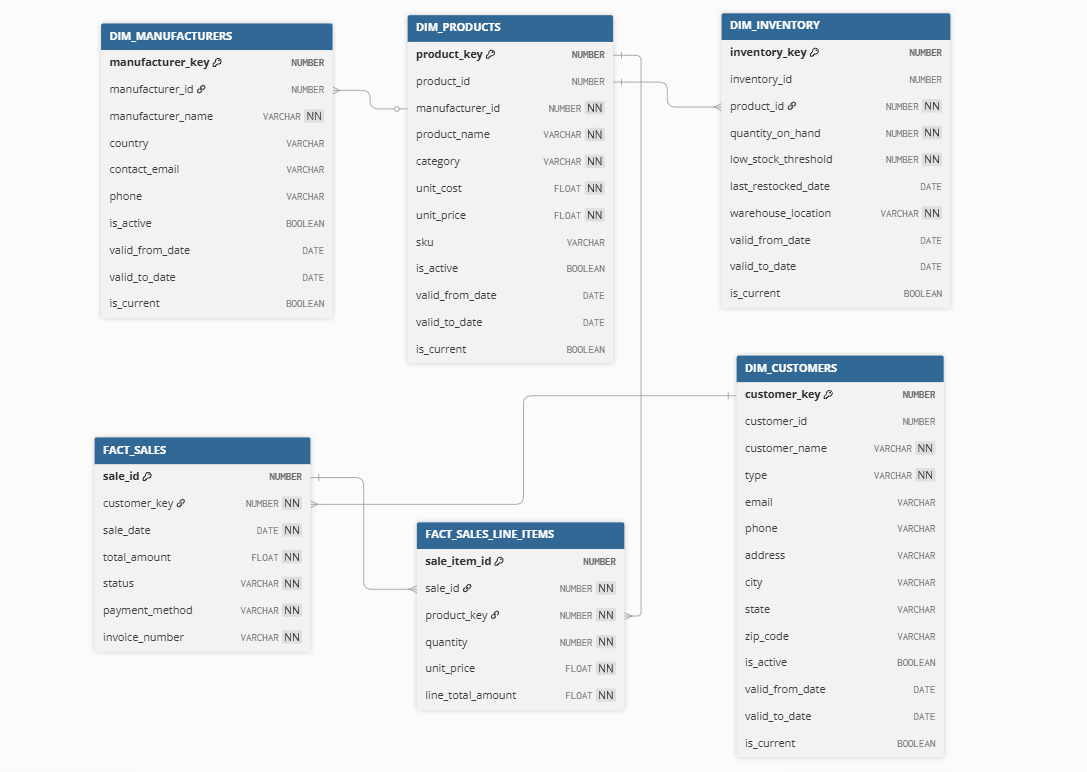 DIM_MANUFACTURERS
manufacturer_key NUMBER
manufacturer_id NUMBER
manufacturer_name VARCHAR NN
country VARCHAR
contact_email VARCHAR
phone VARCHAR
is_active BOOLEAN
valid_from_date DATE
valid_to_date DATE
is_current BOOLEAN
DIM_PRODUCTS
product_key NUMBER
product_id NUMBER
manufacturer_id NUMBER NN
product_name VARCHAR NN
category VARCHAR NN
unit_cost FLOAT NN
unit_price FLOAT NN
sku VARCHAR
is_active BOOLEAN
valid_from_date DATE
valid_to_date DATE
is_current BOOLEAN
DIM_INVENTORY
inventory_key NUMBER
inventory_id NUMBER
product_id NUMBER NN
quantity_on_hand NUMBER NN
low_stock_threshold NUMBER NN
last_restocked_date DATE
warehouse_location VARCHAR NN
valid_from_date DATE
valid_to_date DATE
is_current BOOLEAN
FACT_SALES
sale_id NUMBER
customer_key NUMBER NN
sale_date DATE NN
total_amount FLOAT NN
status VARCHAR NN
payment_method VARCHAR NN
invoice_number VARCHAR NN
FACT_SALES_LINE_ITEMS
sale_item_id NUMBER
sale_id NUMBER NN
product_key NUMBER NN
quantity NUMBER NN
unit_price FLOAT NN
line_total_amount FLOAT NN
DIM_CUSTOMERS
customer_key NUMBER
customer_id NUMBER
customer_name VARCHAR NN
type VARCHAR NN
email VARCHAR
phone VARCHAR
address VARCHAR
city VARCHAR
state VARCHAR
zip_code VARCHAR
is_active BOOLEAN
valid_from_date DATE
valid_to_date DATE
is_current BOOLEAN